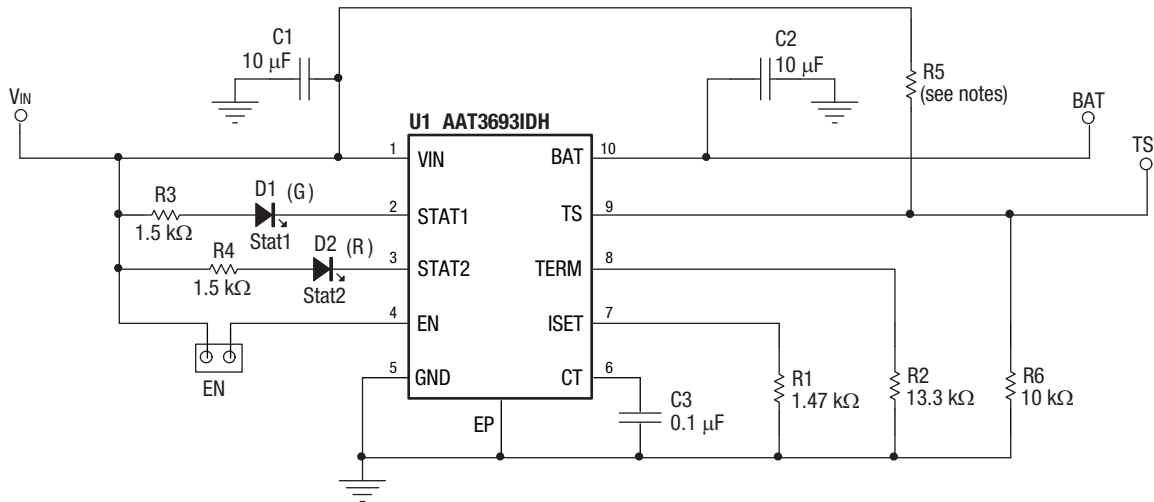 C1
10 μF
C2
10 μF
R5
(see notes)
VIN
BAT
TS
U1 AAT3693IDH
1 VIN
BAT 10
R3
1.5 kΩ
D1 (G)
Stat1
2 STAT1
TS 9
R4
1.5 kΩ
D2 (R)
Stat2
3 STAT2
TERM 8
4 EN
ISET 7
EN
5 GND
CT 6
R1
1.47 kΩ
R2
13.3 kΩ
R6
10 kΩ
C3
0.1 μF
EP